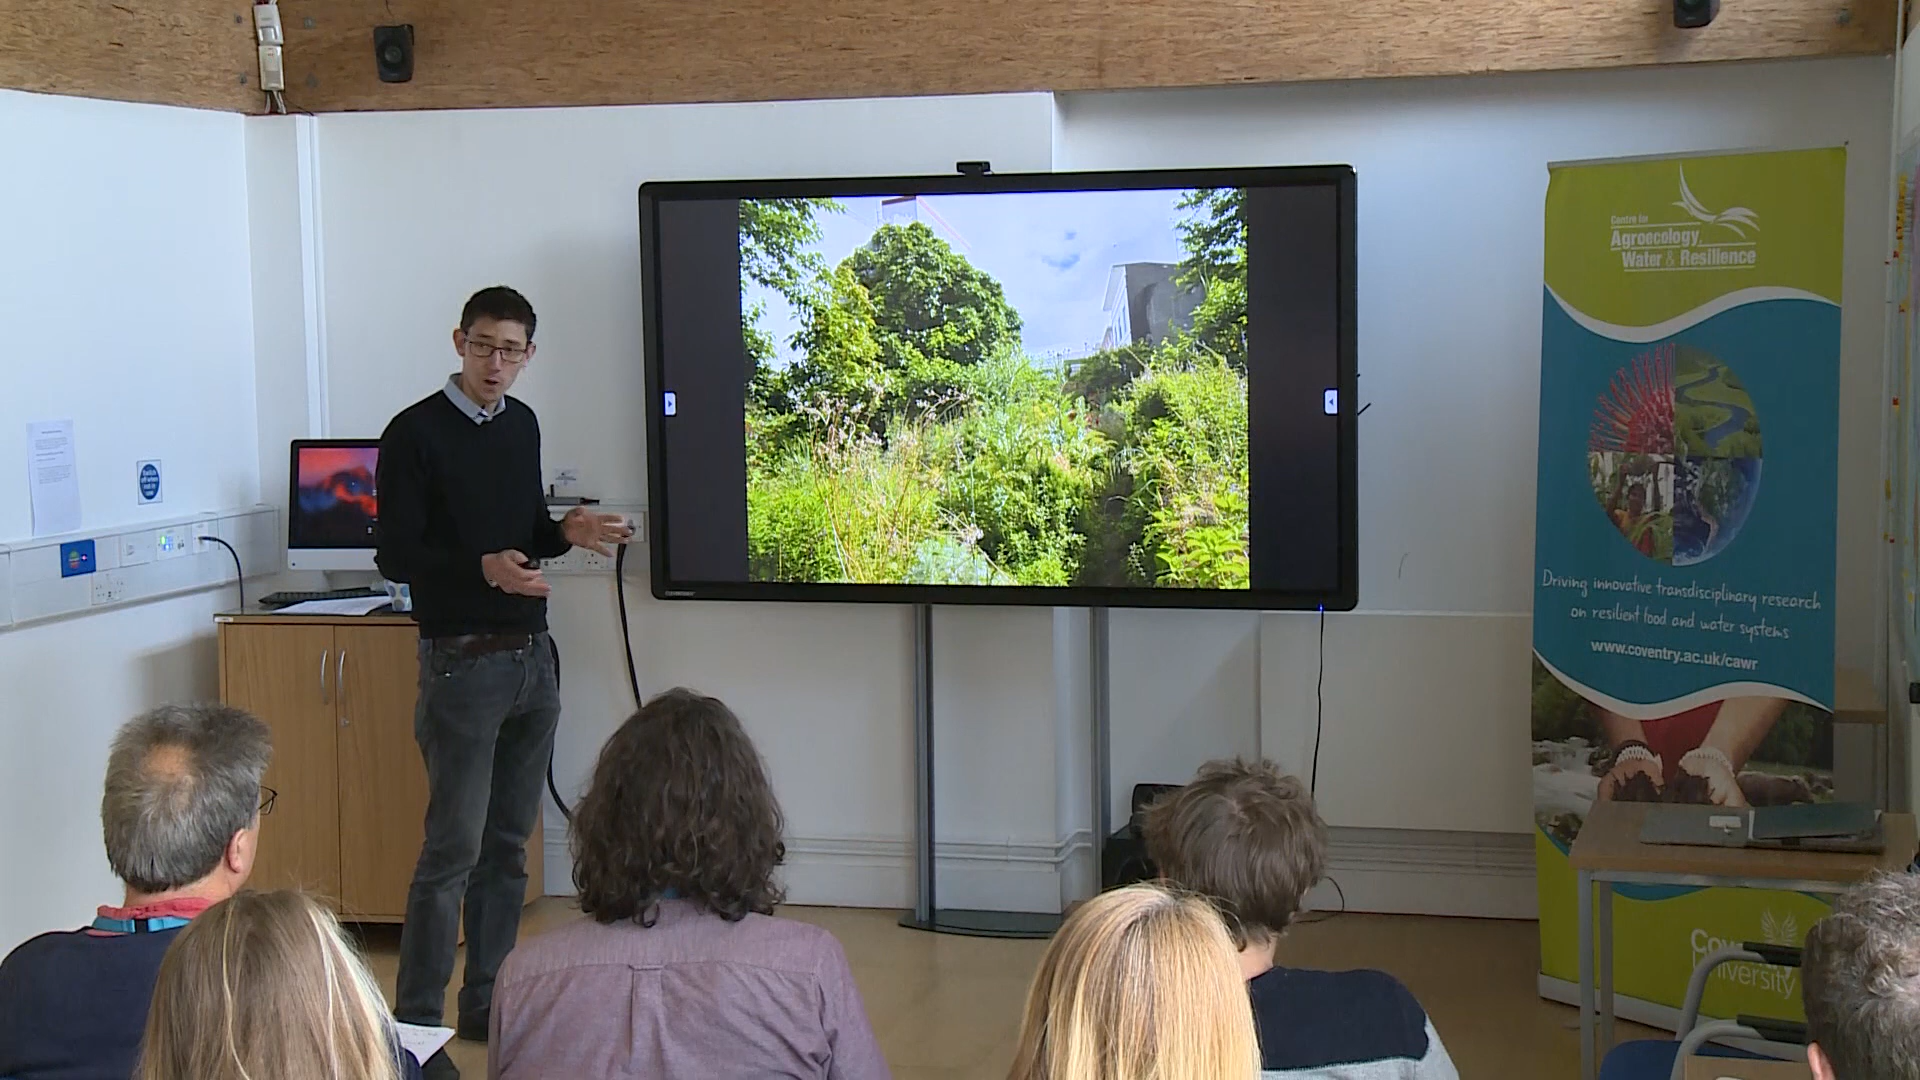 Centre for
Agroecology,
Water & Resilience
Driving innovative transdisciplinary research
on resilient food and water systems
www.coventry.ac.uk/cawr
University